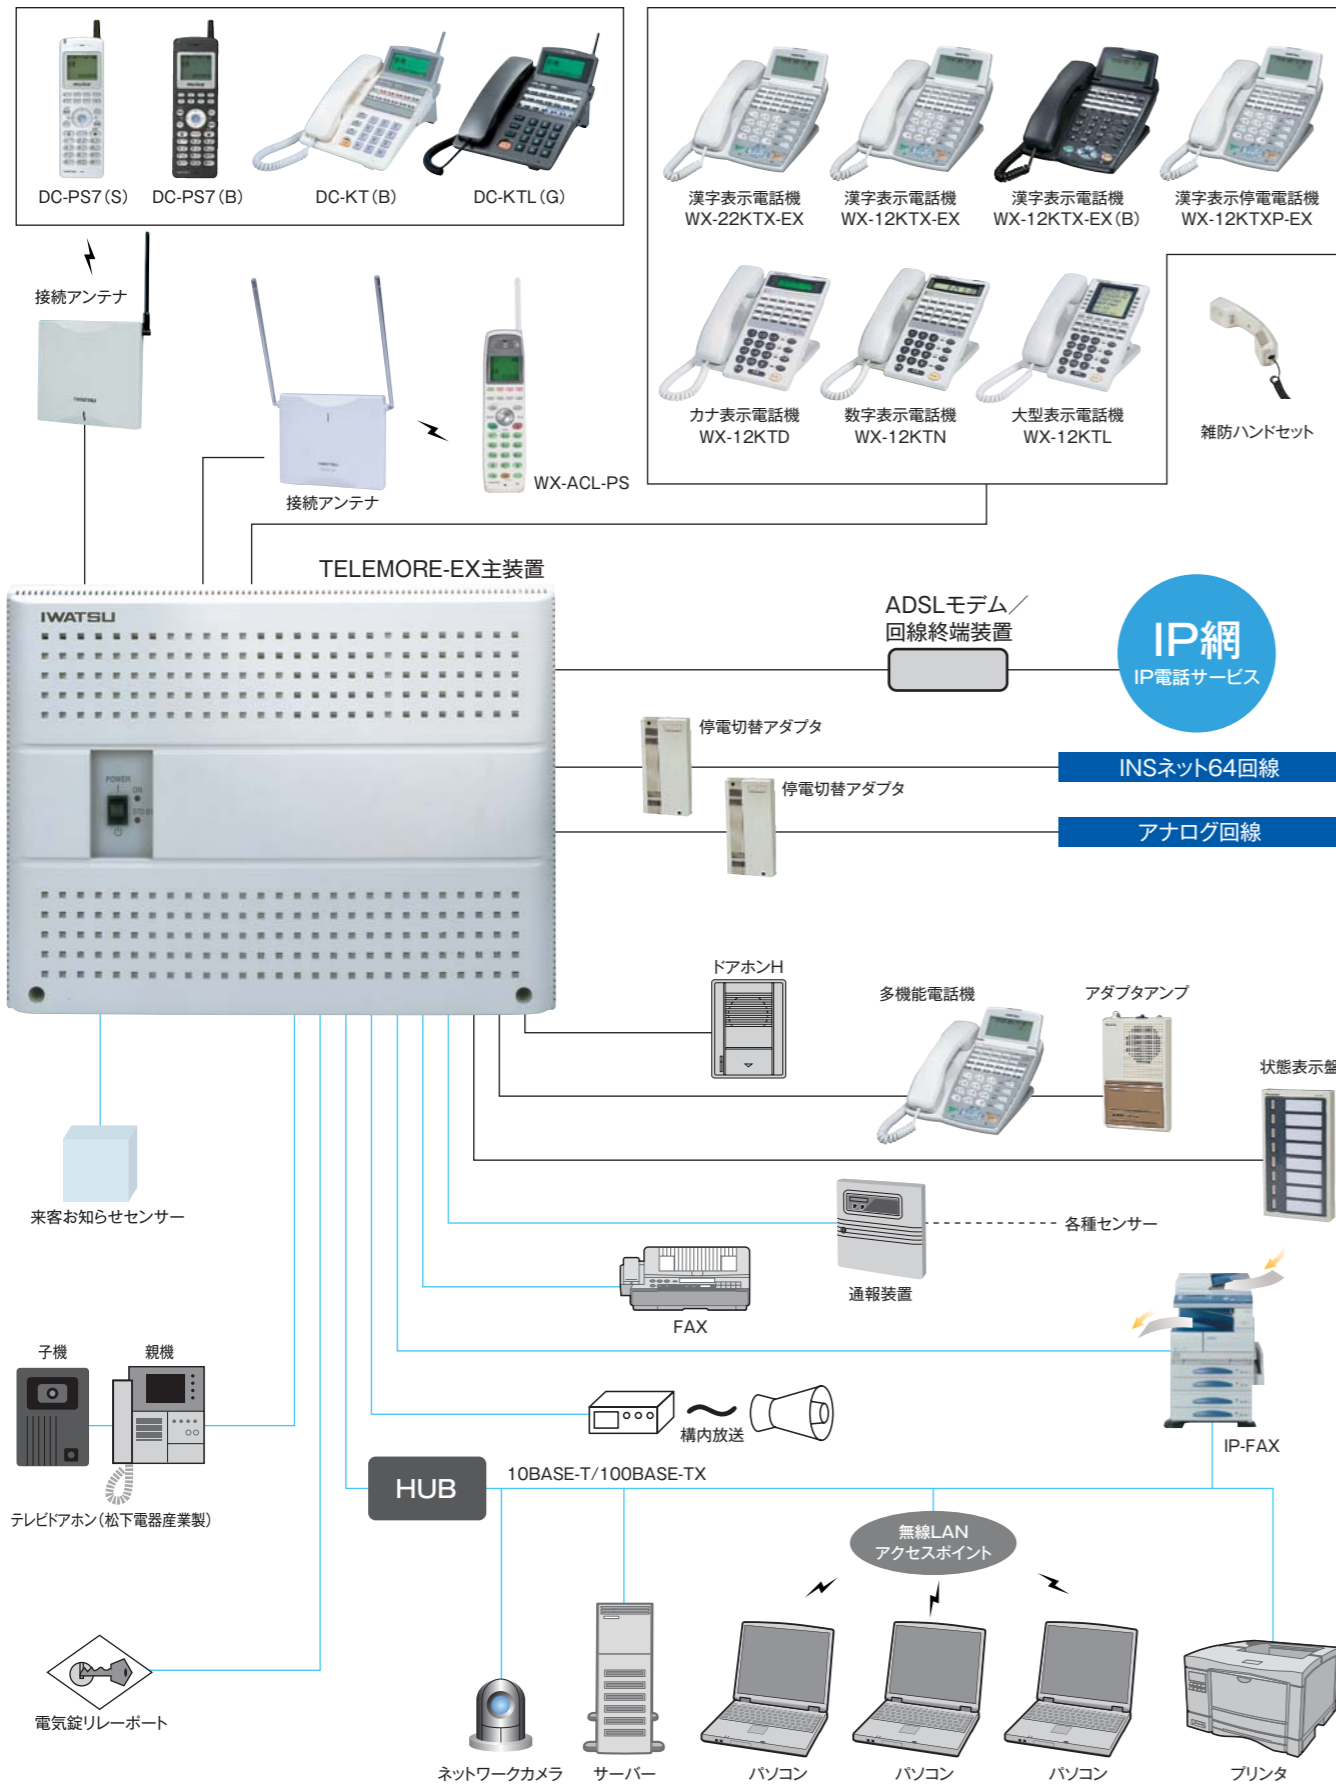 DC-PS7(S)
DC-PS7(B)
DC-KT(B)
DC-KTL(G)
漢字表示電話機
WX-22KTX-EX
漢字表示電話機
WX-12KTX-EX
漢字表示電話機
WX-12KTX-EX(B)
漢字表示停電電話機
WX-12KTXP-EX
カナ表示電話機
WX-12KTD
数字表示電話機
WX-12KTN
大型表示電話機
WX-12KTL
雑防ハンドセット
接続アンテナ
IWATSU
接続アンテナ
WX-ACL-PS
TELEMORE-EX主装置
IWATSU
POWER
ON
ADSLモデム／
回線終端装置
IP網
IP電話サービス
停電切替アダプタ
INSネット64回線
停電切替アダプタ
アナログ回線
ドアホンH
多機能電話機
アダプタアンプ
状態表示盤
来客お知らせセンサー
各種センサー
通報装置
FAX
子機
親機
テレビドアホン(松下電器産業製)
構内放送
IP-FAX
HUB
10BASE-T/100BASE-TX
無線LAN
アクセスポイント
電気錠リレーポート
ネットワークカメラ
サーバー
パソコン
パソコン
パソコン
プリンタ